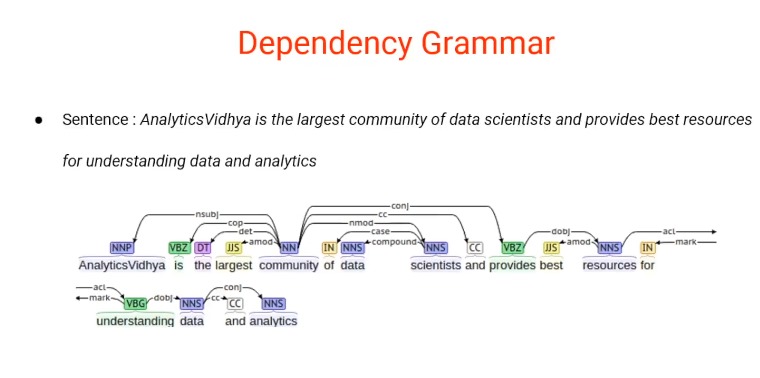 Dependency Grammar
● Sentence : AnalyticsVidhya is the largest community of data scientists and provides best resources
for understanding data and analytics
conj
nsubj cc
cop nmod
det case dobj acl
amod compound amod mark
NNP VBZ DT JJS NN IN NNS NNS CC VBZ JJS NNS IN
AnalyticsVidhya is the largest community of data scientists and provides best resources for
acl conj
mark dobj cc
VBG NNS CC NNS
understanding data and analytics